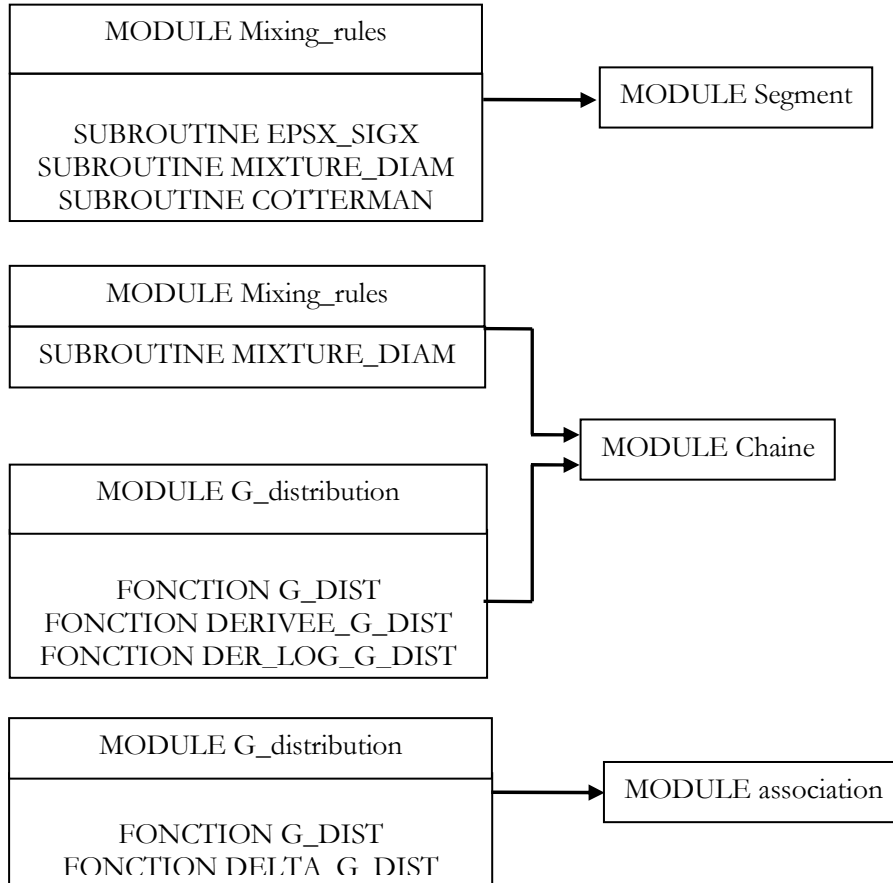 MODULE Mixing_rules
SUBROUTINE EPSX_SIGX
SUBROUTINE MIXTURE_DIAM
SUBROUTINE COTTERMAN
MODULE Segment
MODULE Mixing_rules
SUBROUTINE MIXTURE_DIAM
MODULE Chaine
MODULE G_distribution
FONCTION G_DIST
FONCTION DERIVEE_G_DIST
FONCTION DER_LOG_G_DIST
MODULE G_distribution
FONCTION G_DIST
FONCTION DELTA_G_DIST
MODULE association